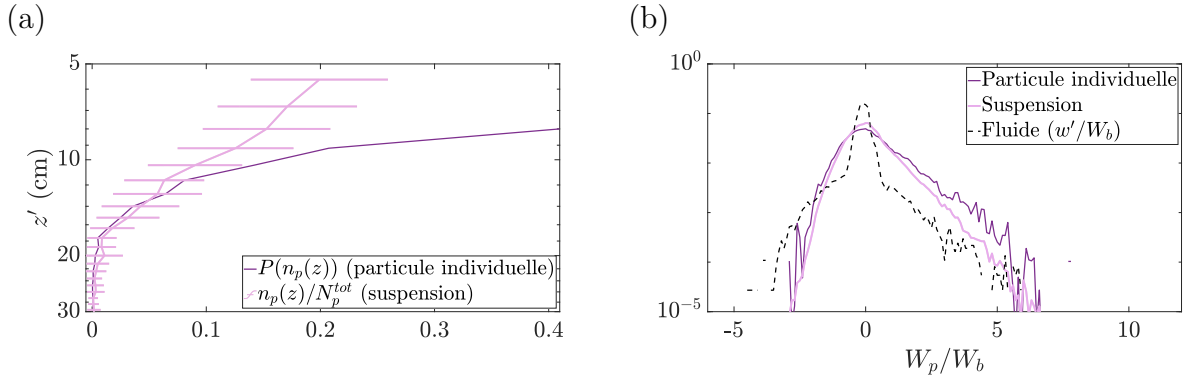 (a)
5
10
20
30
z′ (cm)
0
0.1
0.2
0.3
0.4
P(n_p(z)) (particule individuelle)
n_p(z)/N_p^{tot} (suspension)
(b)
10^0
10^{-5}
-5
0
5
10
W_p/W_b
Particule individuelle
Suspension
Fluide (w′/W_b)